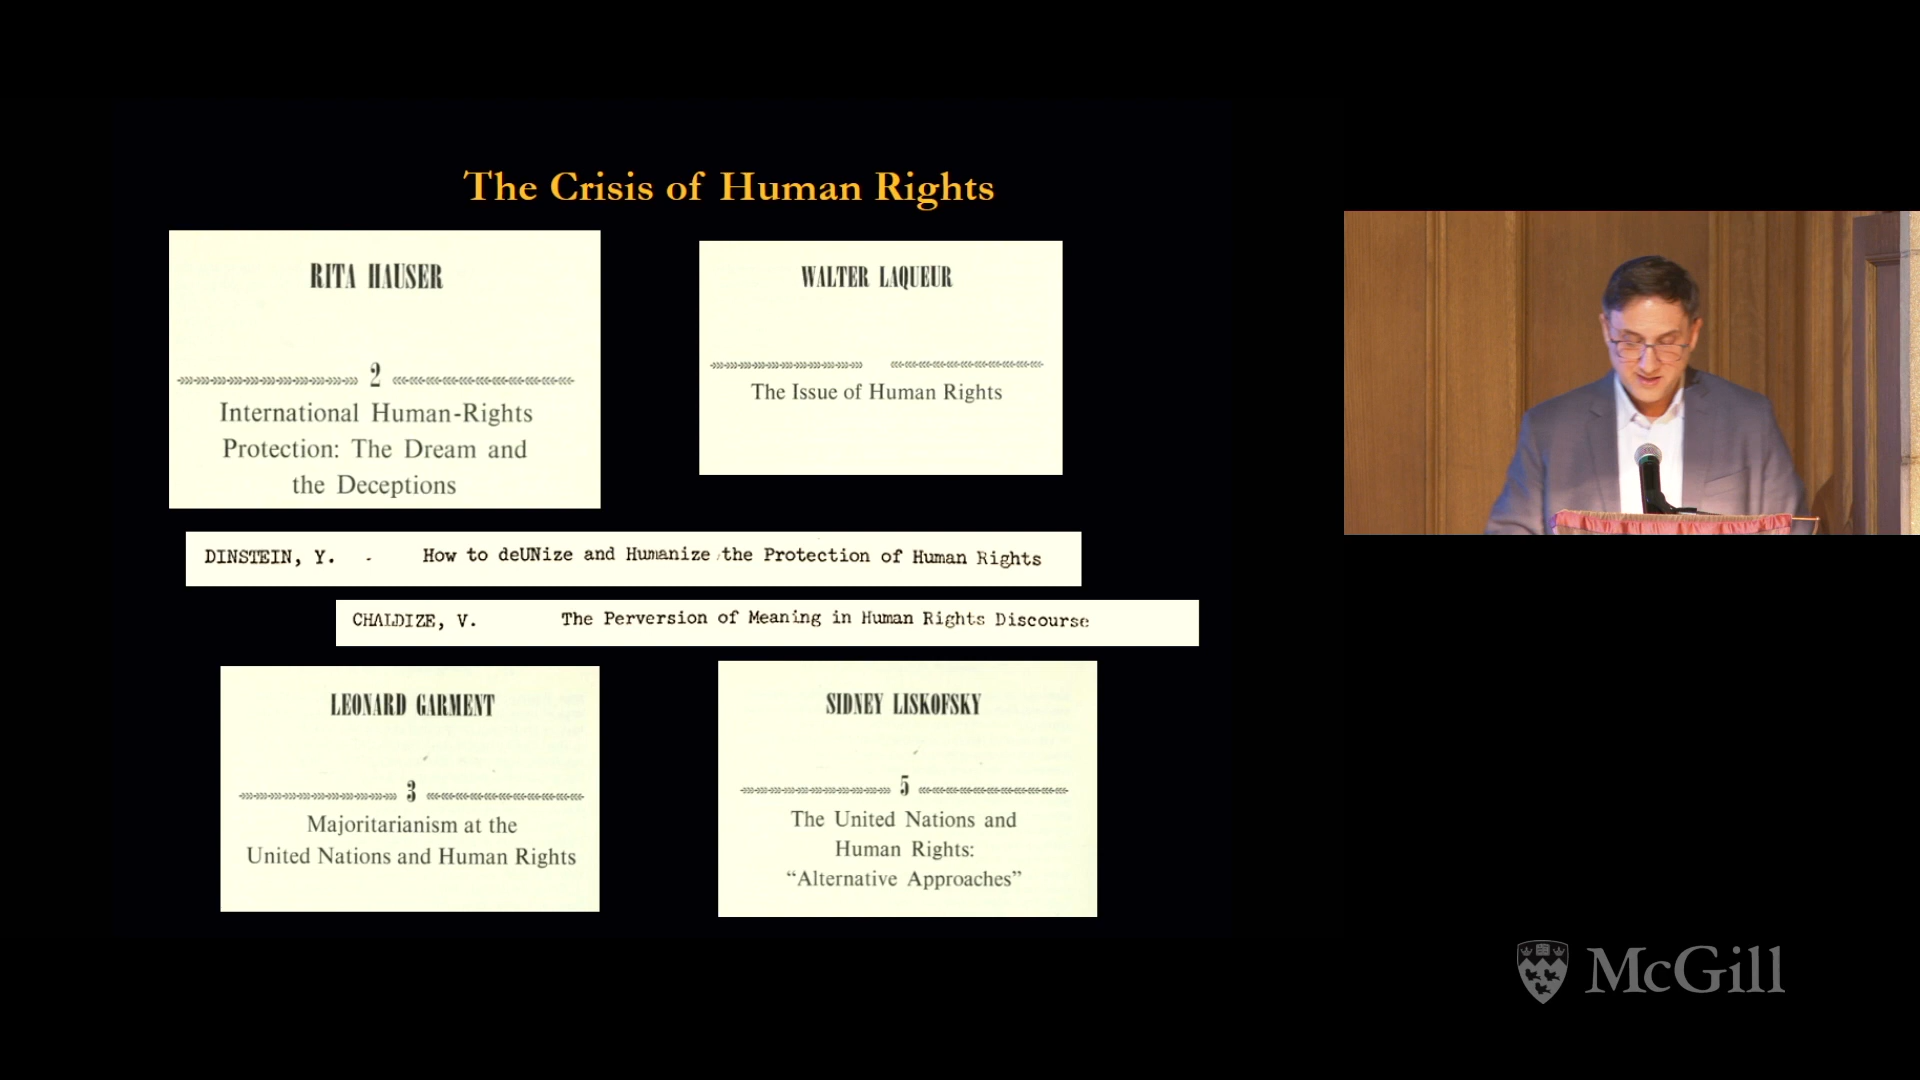 The Crisis of Human Rights
RITA HAUSER
2
International Human-Rights
Protection: The Dream and
the Deceptions
WALTER LAQUEUR
The Issue of Human Rights
DINSTEIN, Y. - How to deUNize and Humanize the Protection of Human Rights
CHALDIZE, V. The Perversion of Meaning in Human Rights Discourse
LEONARD GARMENT
3
Majoritarianism at the
United Nations and Human Rights
SIDNEY LISKOFSKY
5
The United Nations and
Human Rights:
“Alternative Approaches”
McGill